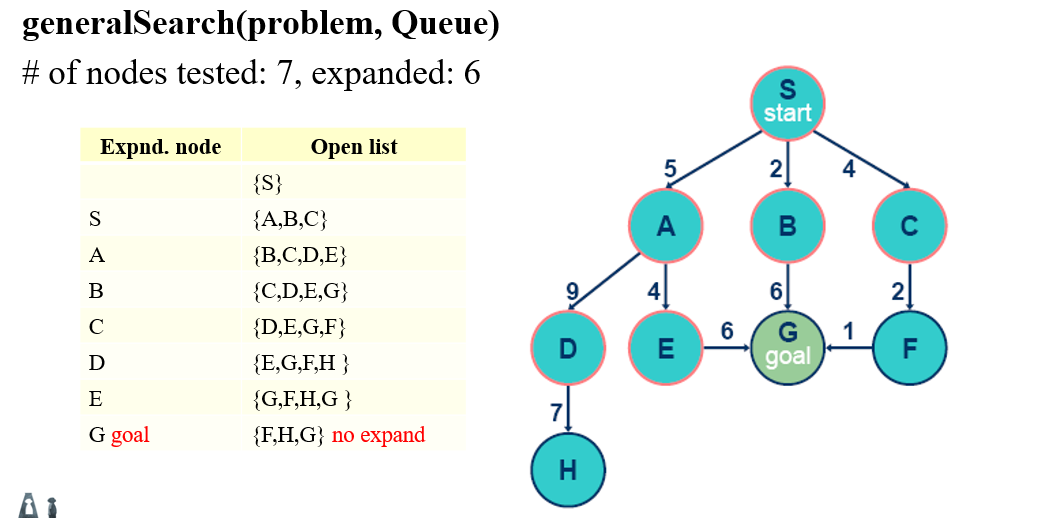 generalSearch(problem, Queue)
# of nodes tested: 7, expanded: 6
Expnd. node Open list
{S}
S {A,B,C}
A {B,C,D,E}
B {C,D,E,G}
C {D,E,G,F}
D {E,G,F,H }
E {G,F,H,G }
G goal {F,H,G} no expand
S
start
5 2 4
A B C
9 4 6 2
D E 6 G goal 1 F
7
H
Ai